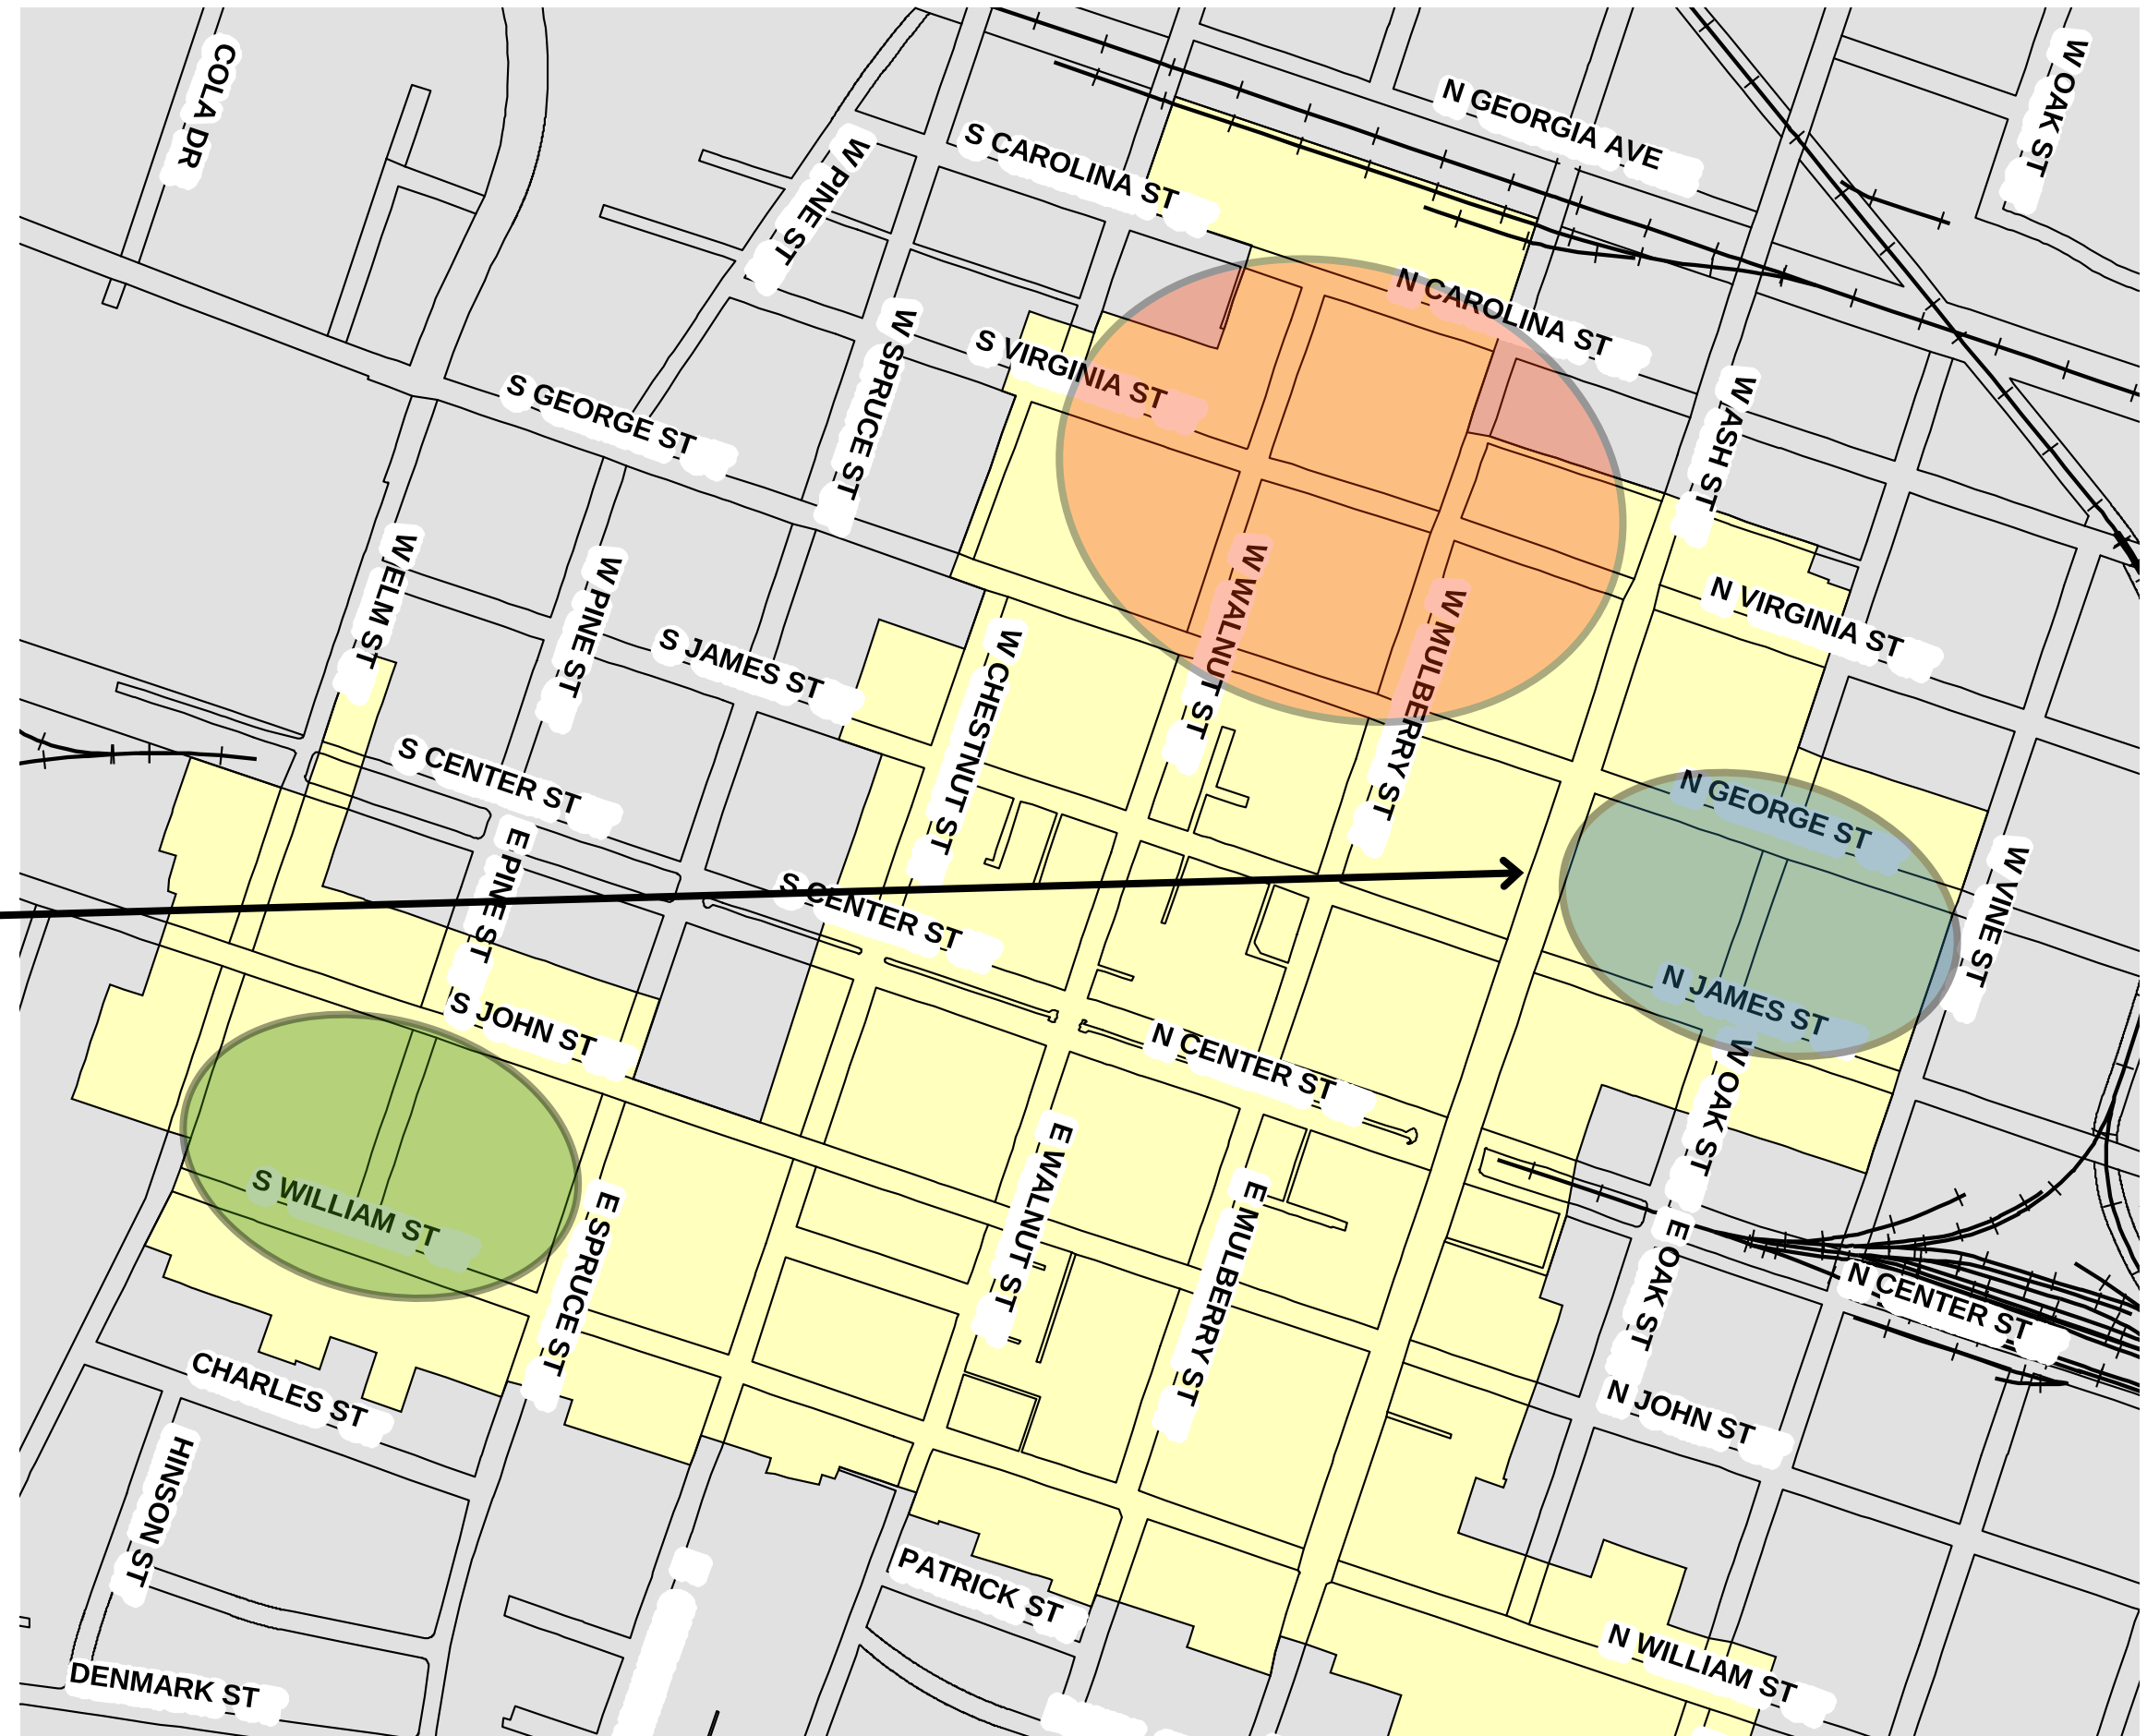 COLA DR
W OAK ST
N GEORGIA AVE
S CAROLINA ST
W PINE ST
N CAROLINA ST
W SPRUCE ST
S VIRGINIA ST
S GEORGE ST
W ASH ST
W ELM ST
W PINE ST
W WALNUT ST
W MULBERRY ST
N VIRGINIA ST
S JAMES ST
W CHESTNUT ST
S CENTER ST
N GEORGE ST
E PINE ST
S CENTER ST
W VINE ST
N JAMES ST
S JOHN ST
N CENTER ST
W OAK ST
E WALNUT ST
S WILLIAM ST
E SPRUCE ST
E MULBERRY ST
E OAK ST
N CENTER ST
CHARLES ST
N JOHN ST
HINSON ST
PATRICK ST
N WILLIAM ST
DENMARK ST